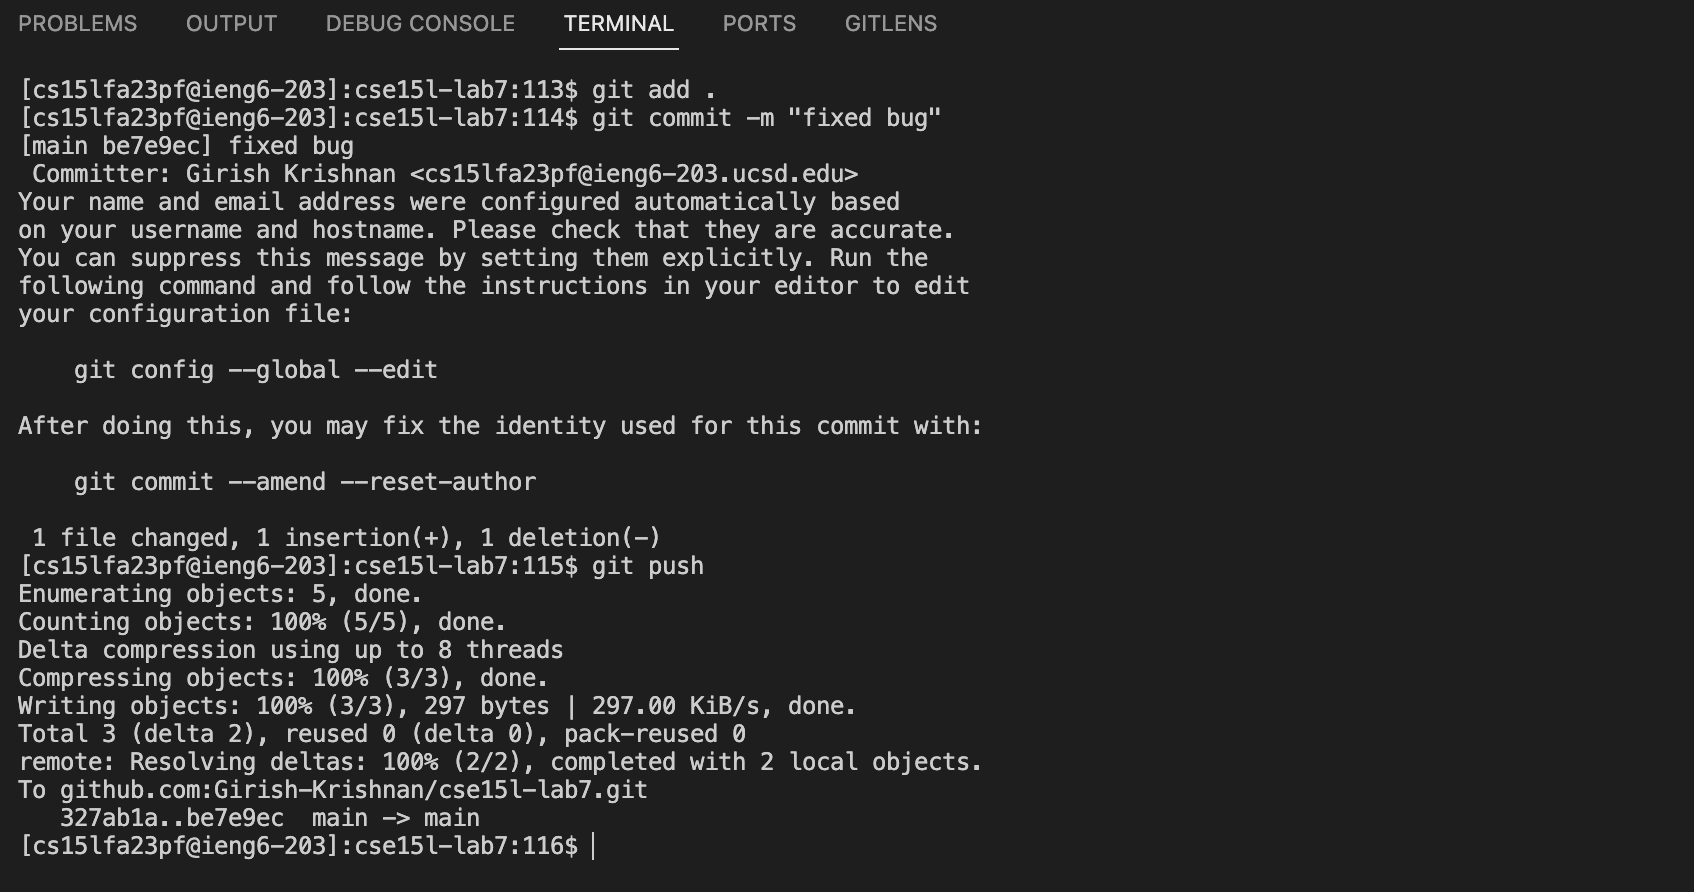 PROBLEMS OUTPUT DEBUG CONSOLE TERMINAL PORTS GITLENS
[cs15lfa23pf@ieng6-203]:cse15l-lab7:113$ git add .
[cs15lfa23pf@ieng6-203]:cse15l-lab7:114$ git commit -m "fixed bug"
[main be7e9ec] fixed bug
 Committer: Girish Krishnan <cs15lfa23pf@ieng6-203.ucsd.edu>
Your name and email address were configured automatically based
on your username and hostname. Please check that they are accurate.
You can suppress this message by setting them explicitly. Run the
following command and follow the instructions in your editor to edit
your configuration file:

    git config --global --edit

After doing this, you may fix the identity used for this commit with:

    git commit --amend --reset-author

 1 file changed, 1 insertion(+), 1 deletion(-)
[cs15lfa23pf@ieng6-203]:cse15l-lab7:115$ git push
Enumerating objects: 5, done.
Counting objects: 100% (5/5), done.
Delta compression using up to 8 threads
Compressing objects: 100% (3/3), done.
Writing objects: 100% (3/3), 297 bytes | 297.00 KiB/s, done.
Total 3 (delta 2), reused 0 (delta 0), pack-reused 0
remote: Resolving deltas: 100% (2/2), completed with 2 local objects.
To github.com:Girish-Krishnan/cse15l-lab7.git
   327ab1a..be7e9ec  main -> main
[cs15lfa23pf@ieng6-203]:cse15l-lab7:116$